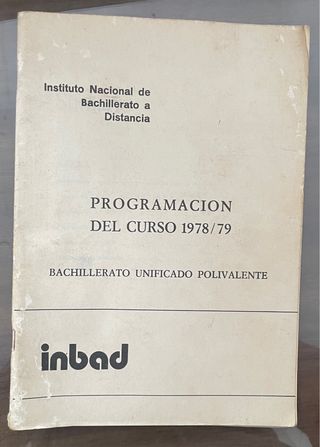 Instituto Nacional de
Bachillerato a
Distancia
PROGRAMACION
DEL CURSO 1978/79
BACHILLERATO UNIFICADO POLIVALENTE
inbad